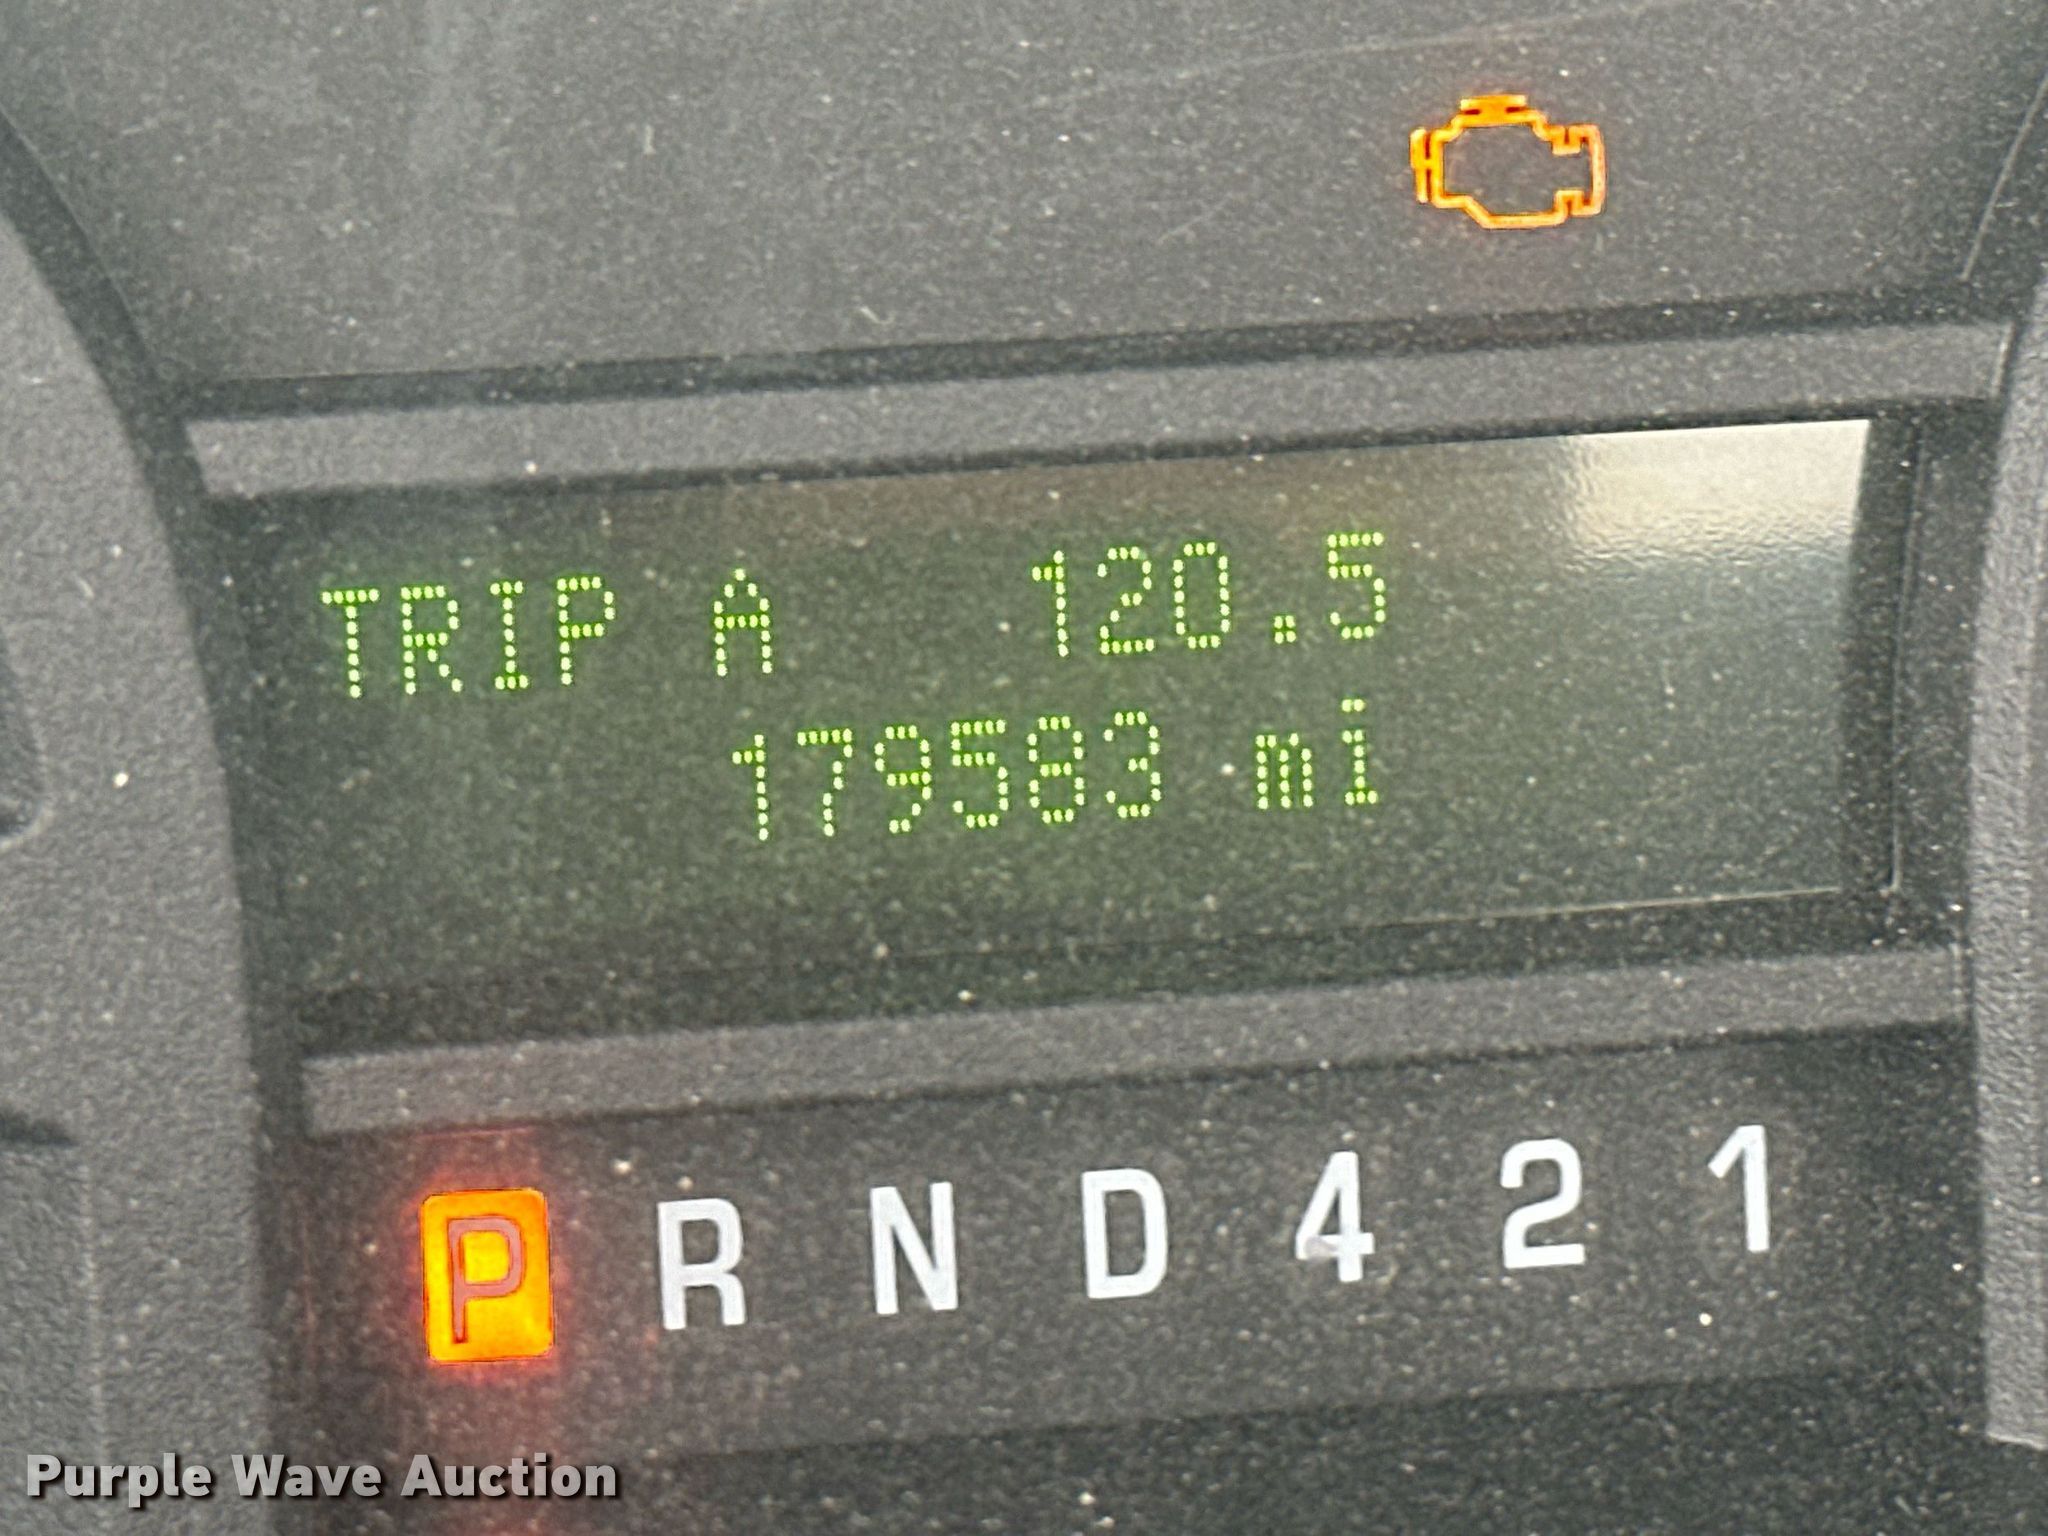 TRIP A 120.5
179583 mi
P R N D 4 2 1
Purple Wave Auction